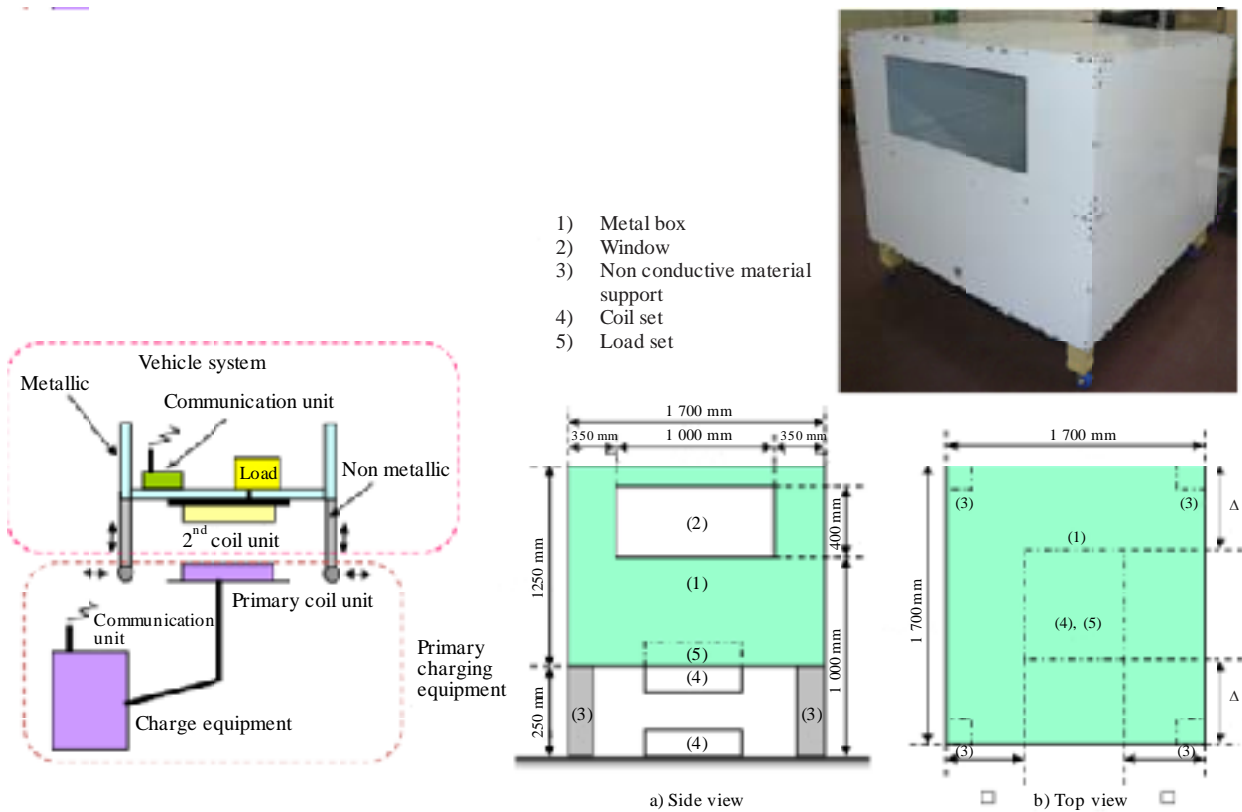 1) Metal box
2) Window
3) Non conductive material
support
4) Coil set
5) Load set
Vehicle system
Metallic
Communication unit
Load
Non metallic
2nd coil unit
Primary coil unit
Communication
unit
Primary
charging
equipment
Charge equipment
1 700 mm
350 mm
1 000 mm
350 mm
(2)
400 mm
1250 mm
(1)
(5)
(4)
1 000 mm
250 mm
(3)
(3)
(4)
a) Side view
1 700 mm
(3)
(3)
Δ
(1)
1 700 mm
(4), (5)
Δ
(3)
(3)
b) Top view